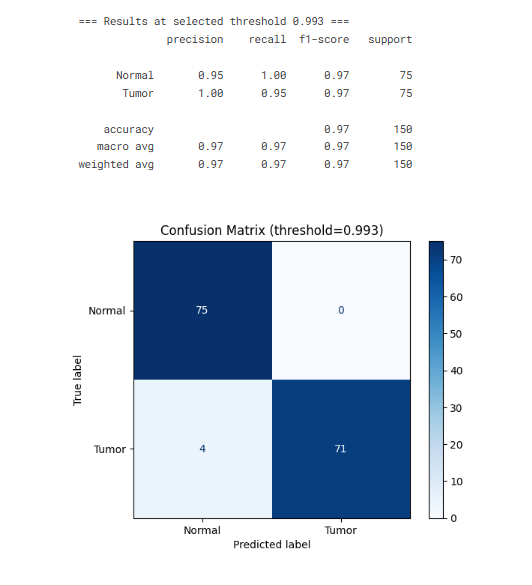 === Results at selected threshold 0.993 ===
precision recall f1-score support
Normal 0.95 1.00 0.97 75
Tumor 1.00 0.95 0.97 75
accuracy 0.97 150
macro avg 0.97 0.97 0.97 150
weighted avg 0.97 0.97 0.97 150
Confusion Matrix (threshold=0.993)
True label
Normal
75
0
Tumor
4
71
Normal
Tumor
Predicted label
70
60
50
40
30
20
10
0